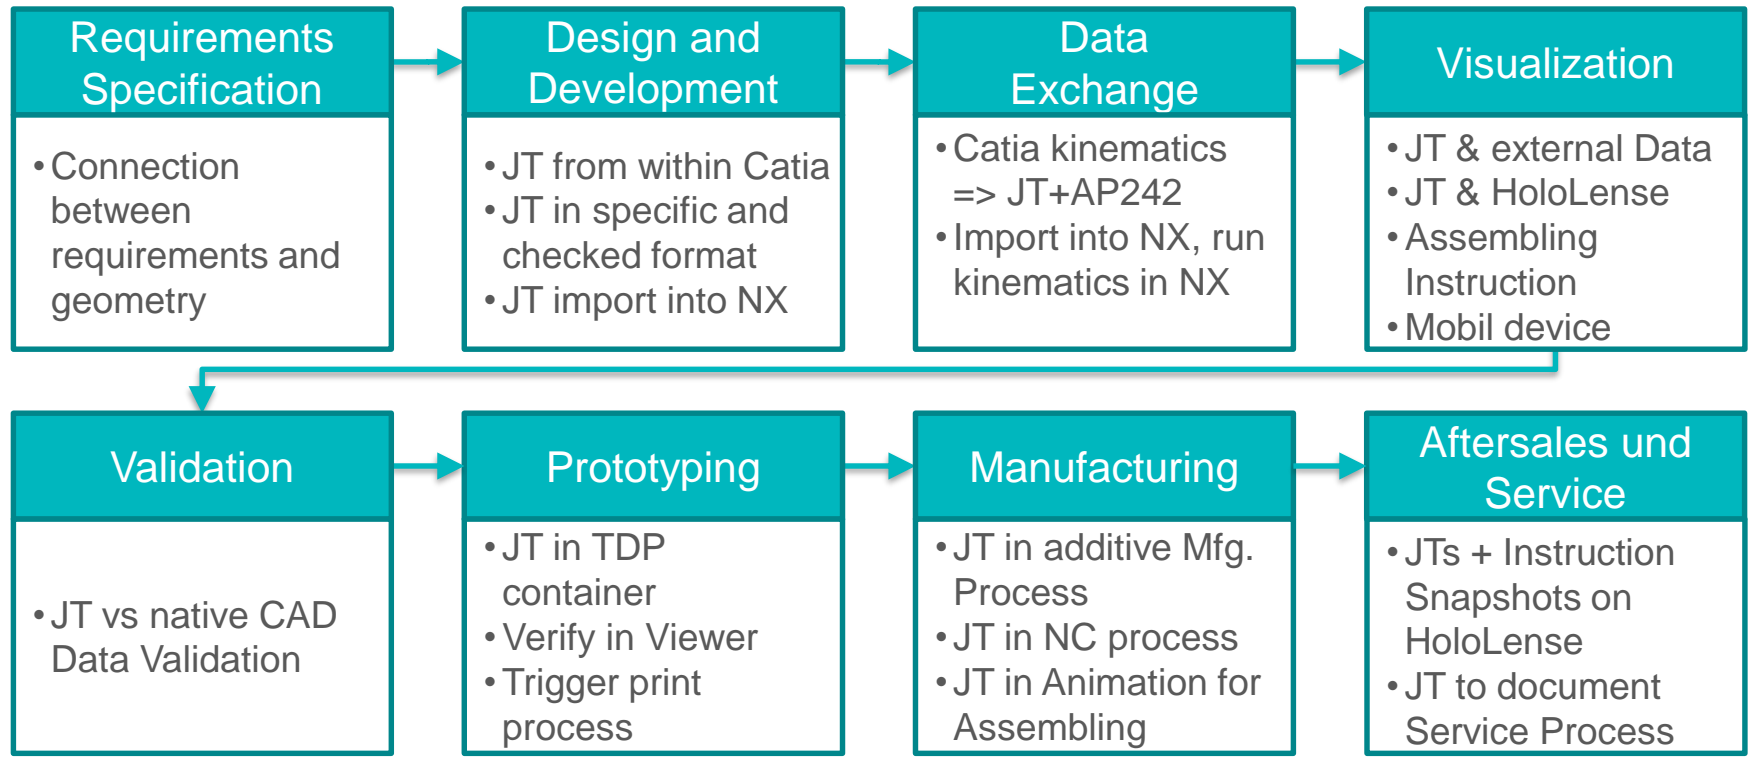 Requirements
Specification
• Connection
between
requirements and
geometry
Design and
Development
• JT from within Catia
• JT in specific and
checked format
• JT import into NX
Data
Exchange
• Catia kinematics
=> JT+AP242
• Import into NX, run
kinematics in NX
Visualization
• JT & external Data
• JT & HoloLense
• Assembling
Instruction
• Mobil device
Validation
• JT vs native CAD
Data Validation
Prototyping
• JT in TDP
container
• Verify in Viewer
• Trigger print
process
Manufacturing
• JT in additive Mfg.
Process
• JT in NC process
• JT in Animation for
Assembling
Aftersales und
Service
• JTs + Instruction
Snapshots on
HoloLense
• JT to document
Service Process